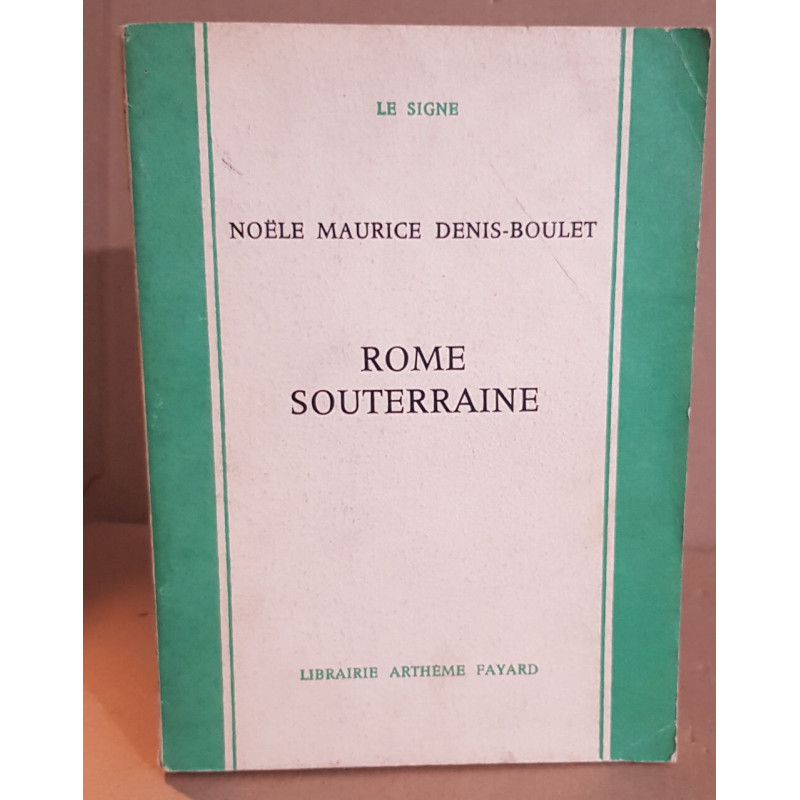 LE SIGNE
NOËLE MAURICE DENIS-BOULET
ROME
SOUTERRAINE
LIBRAIRIE ARTHÈME FAYARD